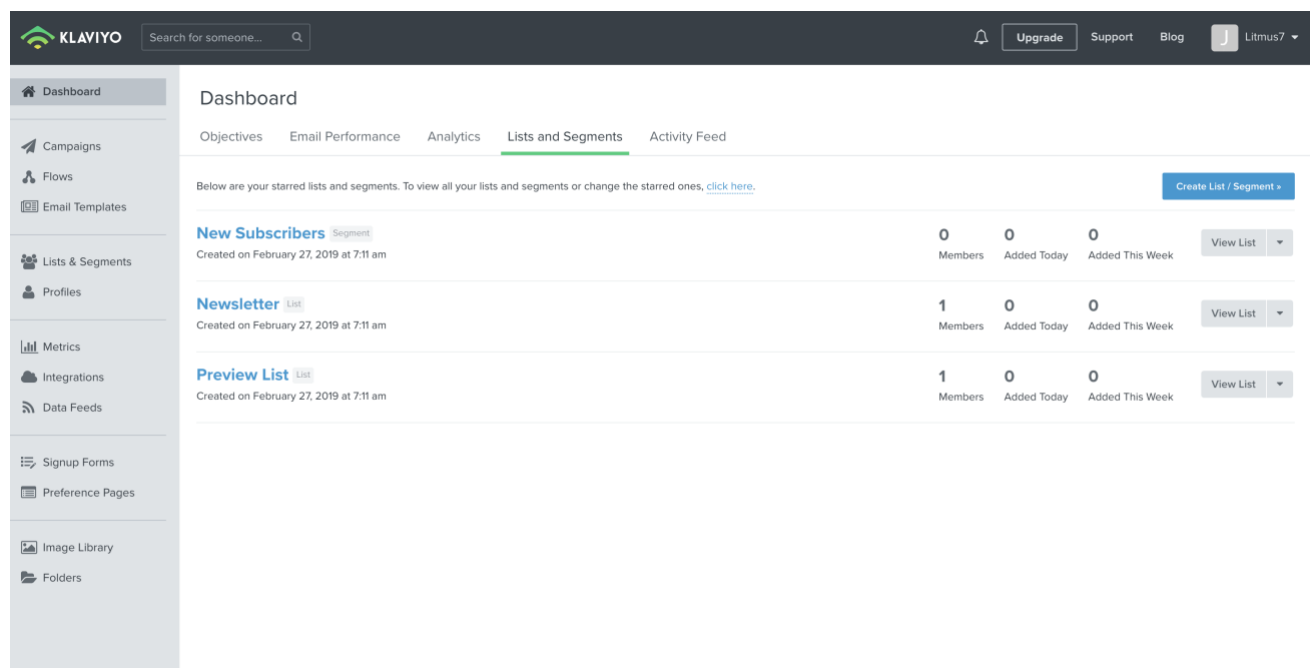 KLAVIYO Search for someone... Upgrade Support Blog J Litmus7
Dashboard
Campaigns
Flows
Email Templates
Lists & Segments
Profiles
Metrics
Integrations
Data Feeds
Signup Forms
Preference Pages
Image Library
Folders
Dashboard
Objectives Email Performance Analytics Lists and Segments Activity Feed
Below are your starred lists and segments. To view all your lists and segments or change the starred ones, click here. Create List / Segment »
New Subscribers Segment 0 0 0 View List
Created on February 27, 2019 at 7:11 am Members Added Today Added This Week
Newsletter List 1 0 0 View List
Created on February 27, 2019 at 7:11 am Members Added Today Added This Week
Preview List List 1 0 0 View List
Created on February 27, 2019 at 7:11 am Members Added Today Added This Week